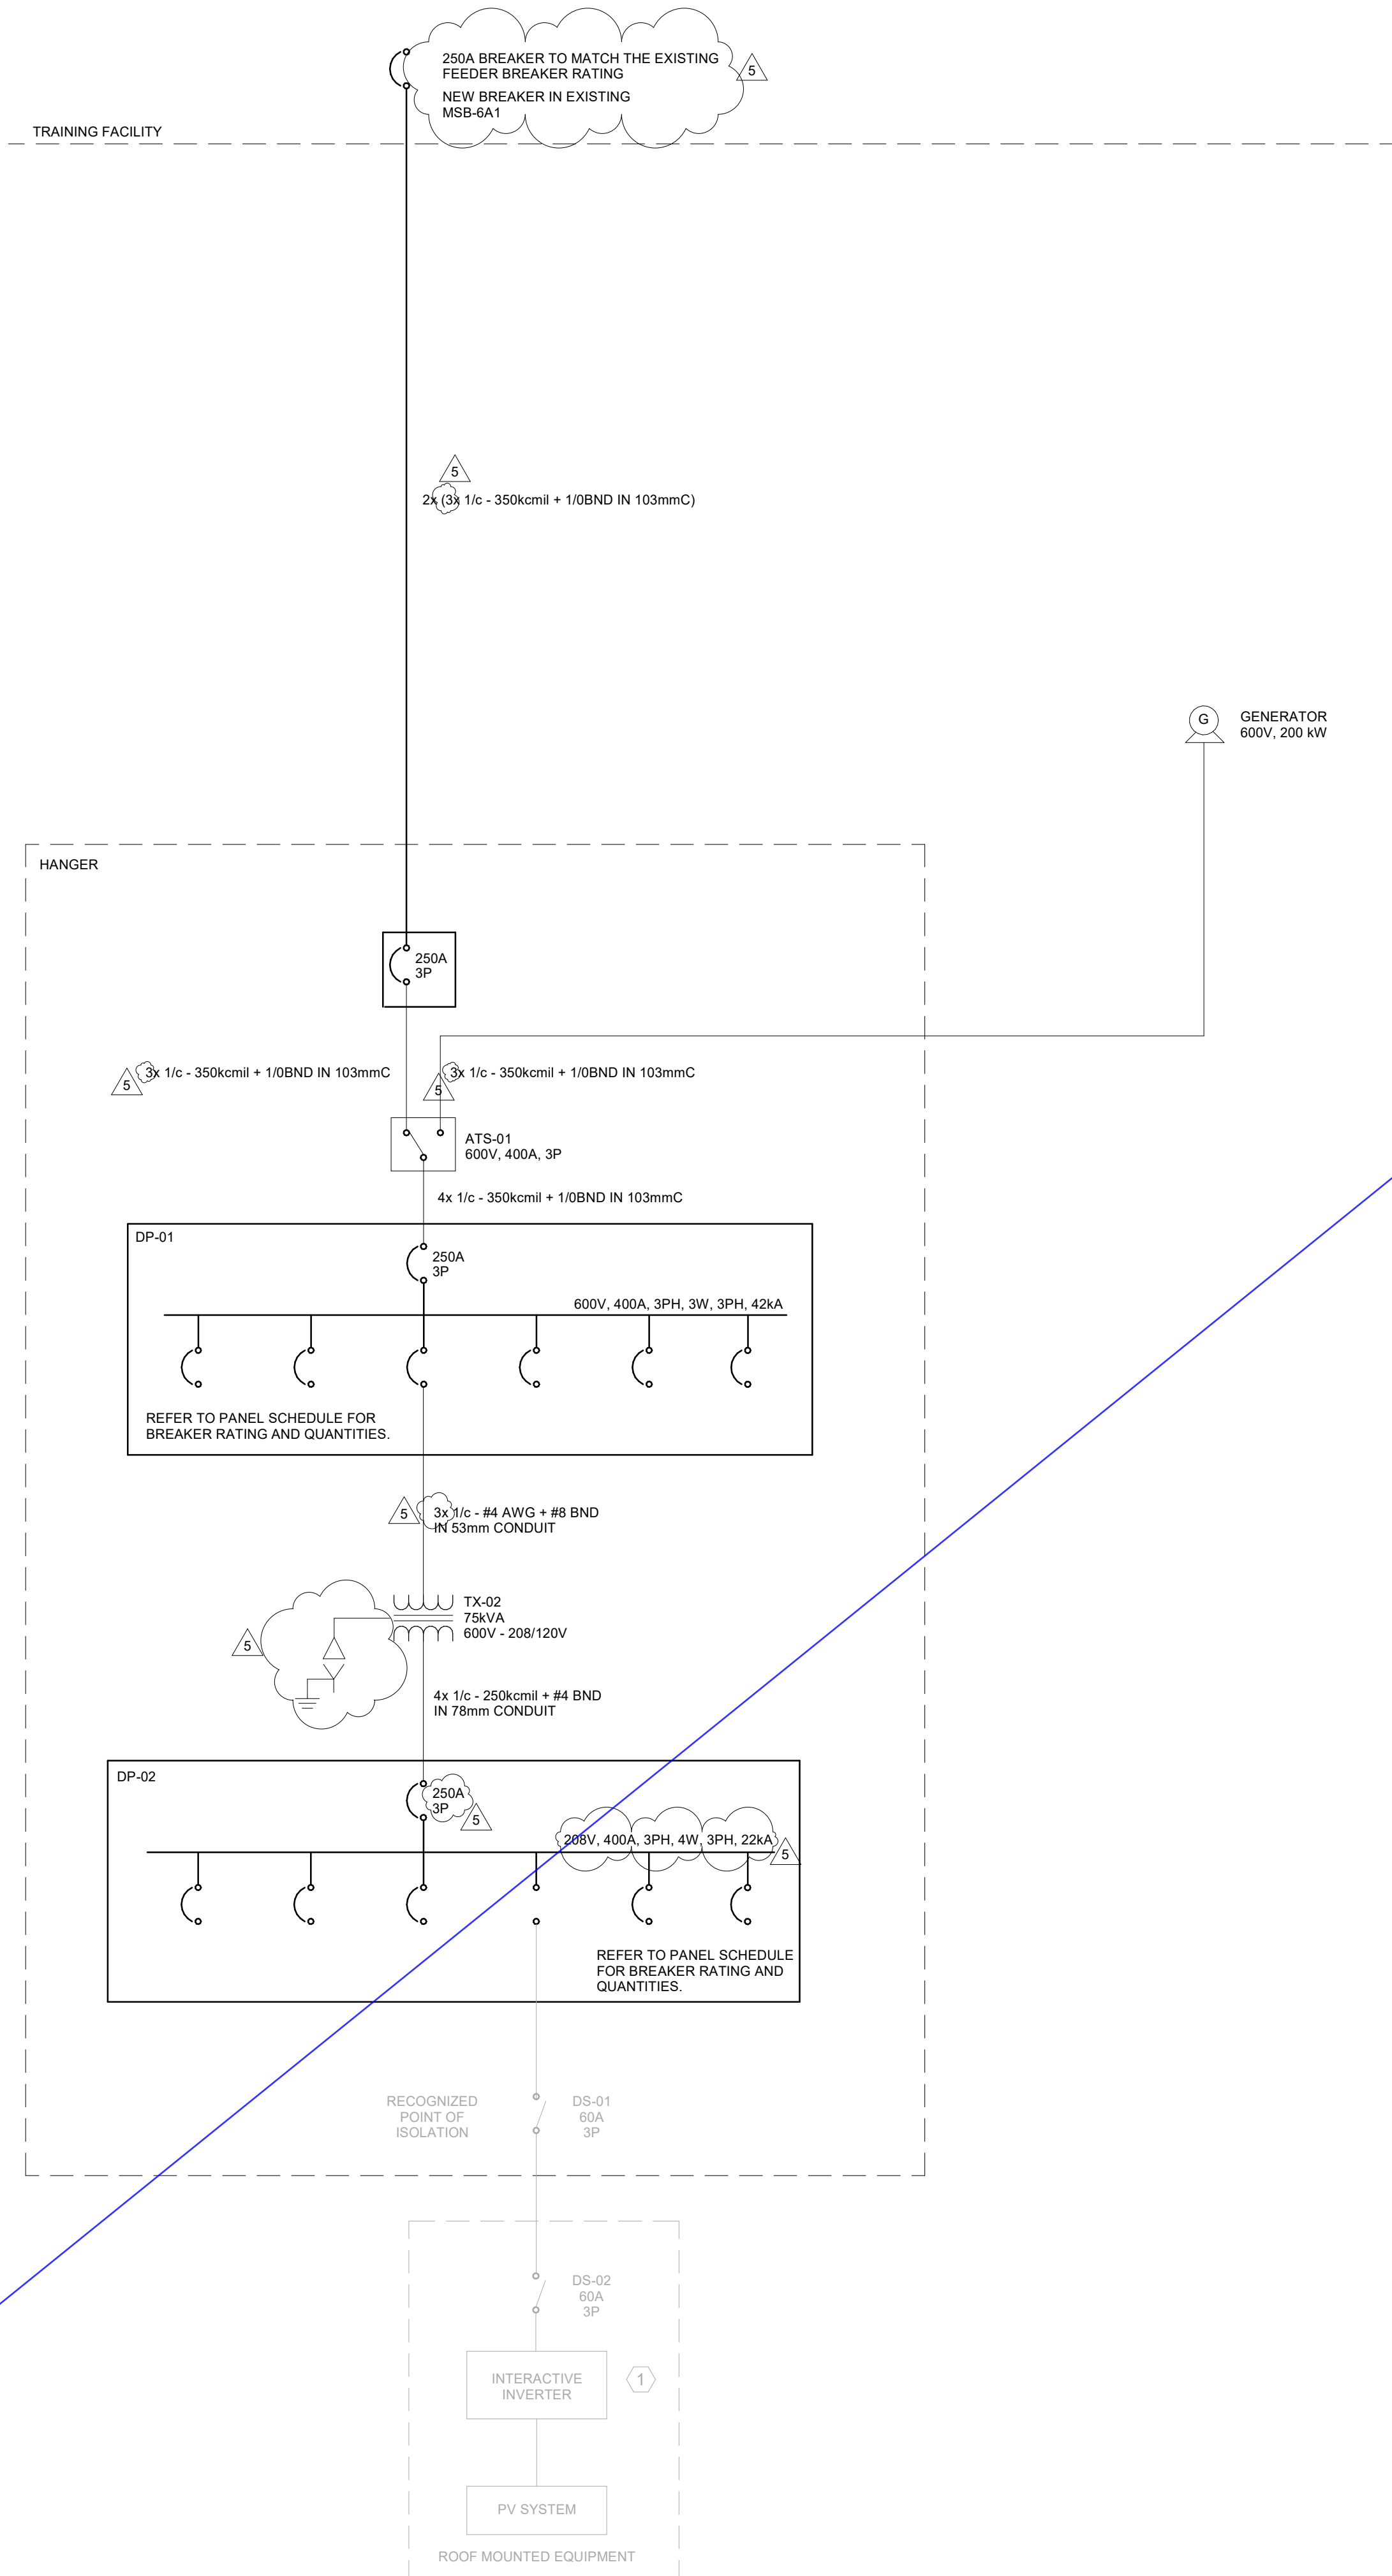 250A BREAKER TO MATCH THE EXISTING
FEEDER BREAKER RATING
5
NEW BREAKER IN EXISTING
MSB-6A1
TRAINING FACILITY
5
2x (3x 1/c - 350kcmil + 1/0BND IN 103mmC)
G
GENERATOR
600V, 200 kW
HANGER
250A
3P
5
3x 1/c - 350kcmil + 1/0BND IN 103mmC
3x 1/c - 350kcmil + 1/0BND IN 103mmC
5
ATS-01
600V, 400A, 3P
4x 1/c - 350kcmil + 1/0BND IN 103mmC
DP-01
250A
3P
600V, 400A, 3PH, 3W, 3PH, 42kA
REFER TO PANEL SCHEDULE FOR
BREAKER RATING AND QUANTITIES.
5
3x 1/c - #4 AWG + #8 BND
IN 53mm CONDUIT
TX-02
75kVA
600V - 208/120V
5
4x 1/c - 250kcmil + #4 BND
IN 78mm CONDUIT
DP-02
250A
3P
5
208V, 400A, 3PH, 4W, 3PH, 22kA
5
REFER TO PANEL SCHEDULE
FOR BREAKER RATING AND
QUANTITIES.
RECOGNIZED
POINT OF
ISOLATION
DS-01
60A
3P
DS-02
60A
3P
INTERACTIVE
INVERTER
1
PV SYSTEM
ROOF MOUNTED EQUIPMENT